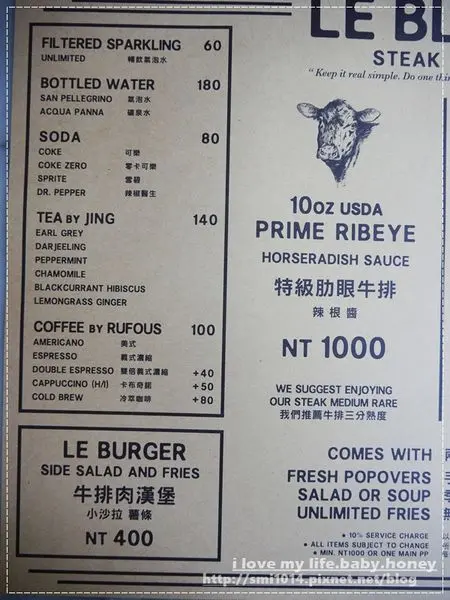 FILTERED SPARKLING 60
UNLIMITED 暢飲氣泡水
BOTTLED WATER 180
SAN PELLEGRINO 氣泡水
ACQUA PANNA 礦泉水
SODA 80
COKE 可樂
COKE ZERO 零卡可樂
SPRITE 雪碧
DR. PEPPER 辣椒醫生
TEA BY JING 140
EARL GREY
DARJEELING
PEPPERMINT
CHAMOMILE
BLACKCURRANT HIBISCUS
LEMONGRASS GINGER
COFFEE BY RUFOUS 100
AMERICANO 美式
ESPRESSO 義式濃縮
DOUBLE ESPRESSO 雙倍義式濃縮 +40
CAPPUCCINO (H/I) 卡布奇諾 +50
COLD BREW 冷萃咖啡 +80
LE BURGER
SIDE SALAD AND FRIES
牛排肉漢堡
小沙拉 薯條
NT 400
LE BL
STEAK
"Keep it real simple. Do one thi
10OZ USDA
PRIME RIBEYE
HORSERADISH SAUCE
特級肋眼牛排
辣根醬
NT 1000
WE SUGGEST ENJOYING
OUR STEAK MEDIUM RARE
我們推薦牛排三分熟度
COMES WITH
FRESH POPOVERS 手
SALAD OR SOUP
UNLIMITED FRIES 無
• 10% SERVICE CHARGE 以
• ALL ITEMS SUBJECT TO CHANGE
• MIN. NT1000 OR ONE MAIN PP
i love my life.baby.honey
http://smi1014.pixnet.net/blog